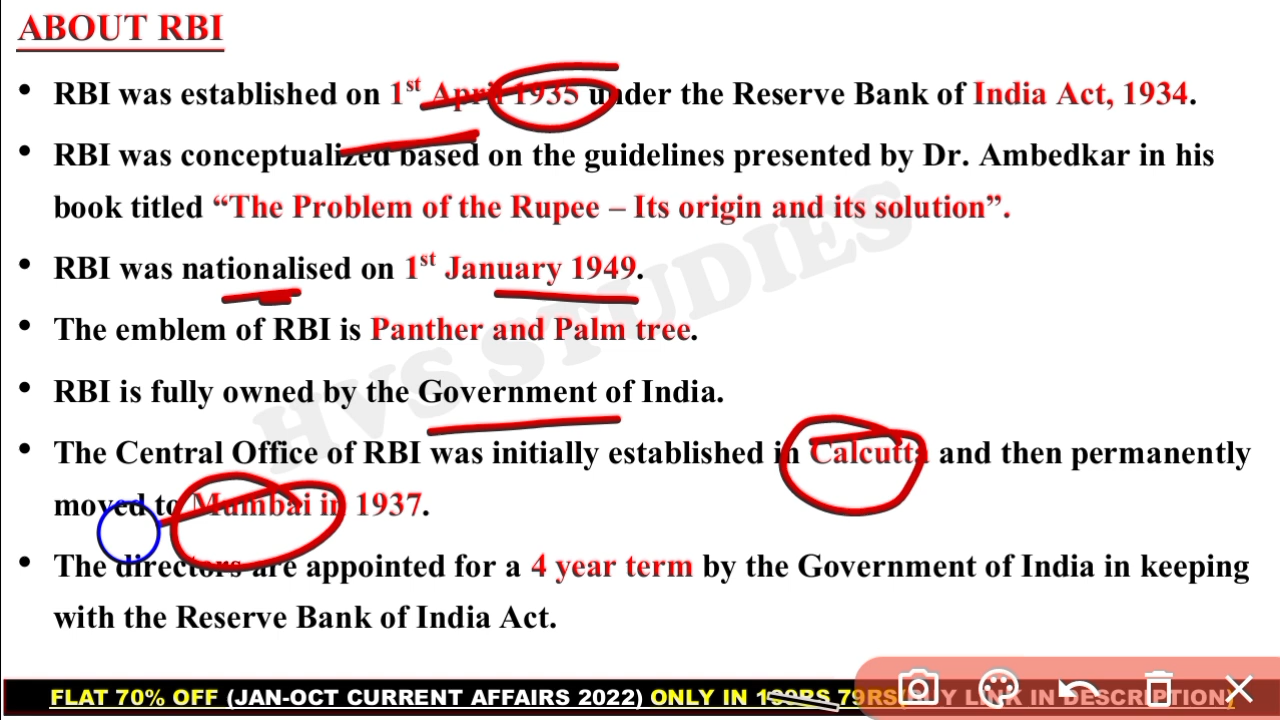 ABOUT RBI
• RBI was established on 1st April 1935 under the Reserve Bank of India Act, 1934.
• RBI was conceptualized based on the guidelines presented by Dr. Ambedkar in his
book titled “The Problem of the Rupee – Its origin and its solution”.
• RBI was nationalised on 1st January 1949.
• The emblem of RBI is Panther and Palm tree.
• RBI is fully owned by the Government of India.
• The Central Office of RBI was initially established in Calcutta and then permanently
moved to Mumbai in 1937.
• The directors are appointed for a 4 year term by the Government of India in keeping
with the Reserve Bank of India Act.
HVS STUDIES
FLAT 70% OFF (JAN-OCT CURRENT AFFAIRS 2022) ONLY IN 79RS LINK IN DESCRIPTION)